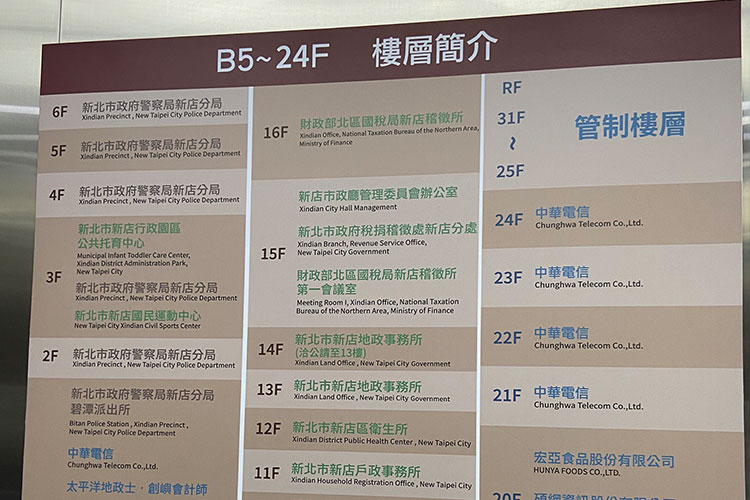 B5~24F 樓層簡介
6F 新北市政府警察局新店分局
Xindian Precinct , New Taipei City Police Department
5F 新北市政府警察局新店分局
Xindian Precinct , New Taipei City Police Department
4F 新北市政府警察局新店分局
Xindian Precinct , New Taipei City Police Department
3F
新北市新店行政園區
公共托育中心
Municipal Infant Toddler Care Center,
Xindian District Administration Park,
New Taipei City
新北市政府警察局新店分局
Xindian Precinct , New Taipei City Police Department
新北市新店國民運動中心
New Taipei City Xindian Civil Sports Center
2F 新北市政府警察局新店分局
Xindian Precinct , New Taipei City Police Department
新北市政府警察局新店分局
碧潭派出所
Bitan Police Station , Xindian Precinct ,
New Taipei City Police Department
中華電信
Chunghwa Telecom Co.,Ltd.
太平洋地政士．創嶼會計師
16F 財政部北區國稅局新店稽徵所
Xindian Office, National Taxation Bureau of the Northern Area,
Ministry of Finance
15F
新店市政廳管理委員會辦公室
Xindian City Hall Management
新北市政府稅捐稽徵處新店分處
Xindian Branch, Revenue Service Office,
New Taipei City Government
財政部北區國稅局新店稽徵所
第一會議室
Meeting Room I, Xindian Office, National Taxation
Bureau of the Northern Area, Ministry of Finance
14F 新北市新店地政事務所
(洽公請至13樓)
Xindian Land Office , New Taipei City Government
13F 新北市新店地政事務所
Xindian Land Office , New Taipei City Government
12F 新北市新店區衛生所
Xindian District Public Health Center , New Taipei City
11F 新北市新店戶政事務所
Xindian Household Registration Office , New Taipei City
RF
31F
~
25F
管制樓層
24F 中華電信
Chunghwa Telecom Co.,Ltd.
23F 中華電信
Chunghwa Telecom Co.,Ltd.
22F 中華電信
Chunghwa Telecom Co.,Ltd.
21F 中華電信
Chunghwa Telecom Co.,Ltd.
宏亞食品股份有限公司
HUNYA FOODS CO.,LTD.
20F 碩網資訊股份有限公司